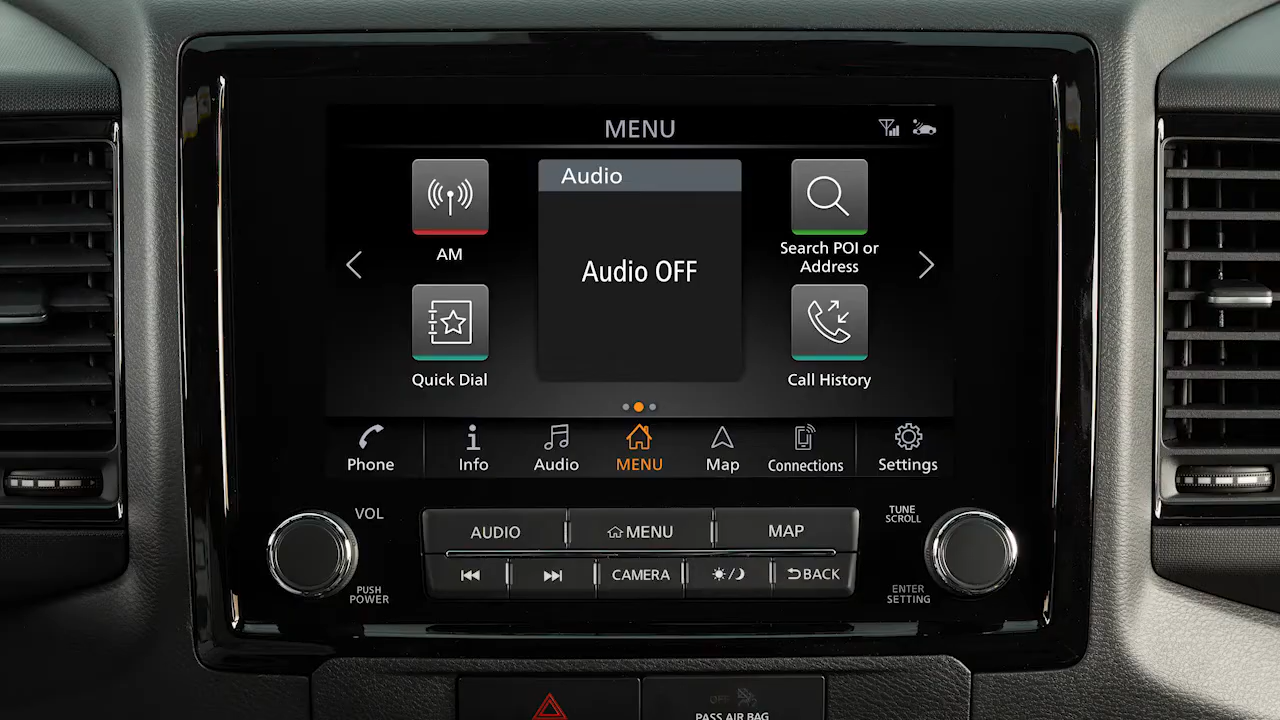 MENU
Audio
AM
Audio OFF
Search POI or
Address
Quick Dial
Call History
Phone
Info
Audio
MENU
Map
Connections
Settings
VOL
PUSH
POWER
AUDIO
MENU
MAP
CAMERA
BACK
TUNE
SCROLL
ENTER
SETTING
OFF
PASS AIR BAG